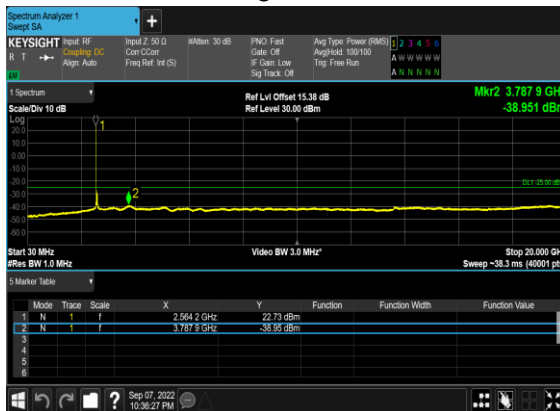 Spectrum Analyzer 1
Swept SA
KEYSIGHT Input: RF Input Z: 50 Ω #Atten: 30 dB PNO: Fast Avg Type: Power (RMS) 1 2 3 4 5 6
R T Coupling: DC Corr CCorr Gate: Off Avg|Hold: 100/100 A W W W W W
Align: Auto Freq Ref: Int (S) IF Gain: Low Trig: Free Run
Sig Track: Off A N N N N N
1 Spectrum
Scale/Div 10 dB
Ref Lvl Offset 15.38 dB
Ref Level 30.00 dBm
Mkr2 3.787 9 GH
-38.951 dBr
Log
20.0
10.0
0.00
-10.0
-20.0
-30.0
-40.0
-50.0
-60.0
1
2
DL1 -25.00 dB
Start 30 MHz Video BW 3.0 MHz* Stop 20.000 GH
#Res BW 1.0 MHz Sweep ~38.3 ms (40001 pt
5 Marker Table
Mode Trace Scale X Y Function Function Width Function Value
1 N 1 f 2.564 2 GHz 22.73 dBm
2 N 1 f 3.787 9 GHz -38.95 dBm
3
4
5
6
?
Sep 07, 2022
10:36:27 PM